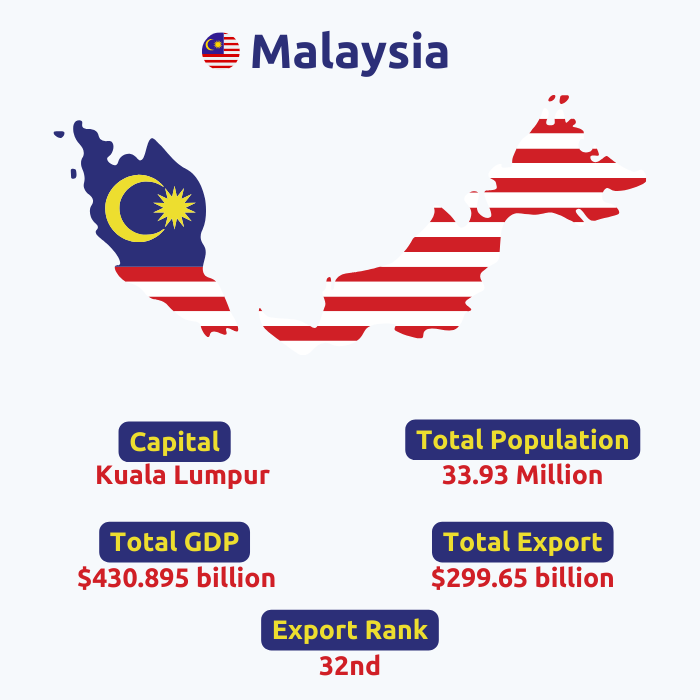 Malaysia
Capital
Kuala Lumpur
Total Population
33.93 Million
Total GDP
$430.895 billion
Total Export
$299.65 billion
Export Rank
32nd